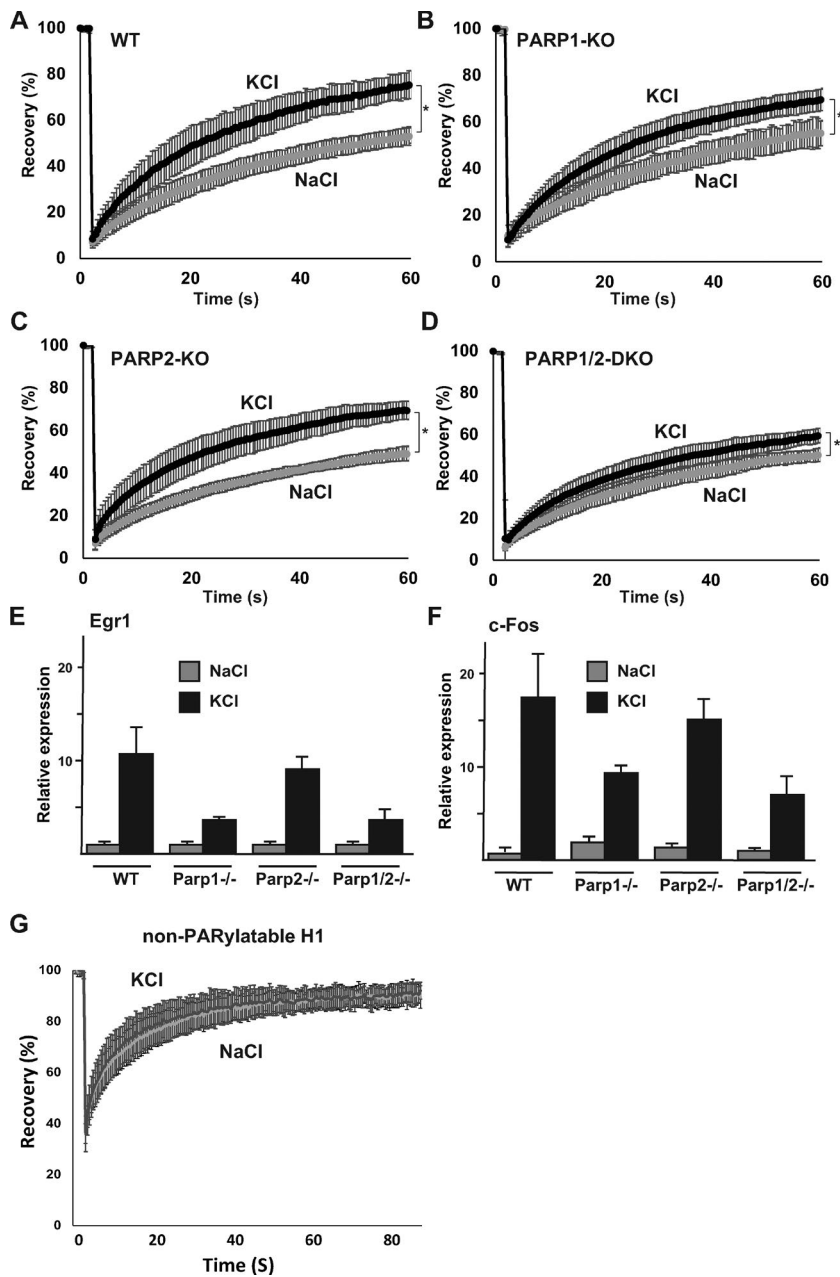 A
WT
100
80
60
40
20
0
Recovery (%)
KCl
NaCl
*
0 20 40 60
Time (s)
B
PARP1-KO
100
80
60
40
20
0
Recovery (%)
KCl
NaCl
*
0 20 40 60
Time (s)
C
PARP2-KO
100
80
60
40
20
0
Recovery (%)
KCl
NaCl
*
0 20 40 60
Time (s)
D
PARP1/2-DKO
100
80
60
40
20
0
Recovery (%)
KCl
NaCl
*
0 20 40 60
Time (s)
E
Egr1
20
10
Relative expression
NaCl
KCl
WT Parp1-/- Parp2-/- Parp1/2-/-
F
c-Fos
20
10
Relative expression
NaCl
KCl
WT Parp1-/- Parp2-/- Parp1/2-/-
G
non-PARylatable H1
100
80
60
40
20
0
Recovery (%)
KCl
NaCl
0 20 40 60 80
Time (S)